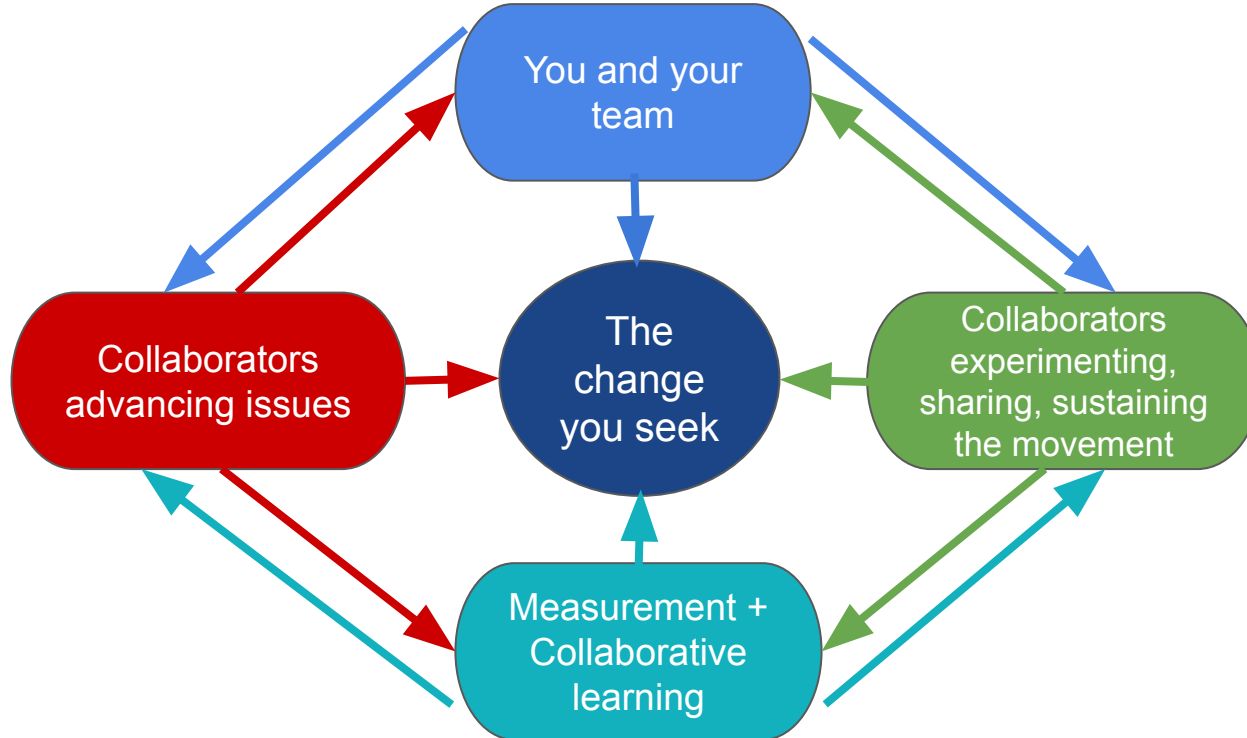 You and your
team
Collaborators
advancing issues
The
change
you seek
Collaborators
experimenting,
sharing, sustaining
the movement
Measurement +
Collaborative
learning